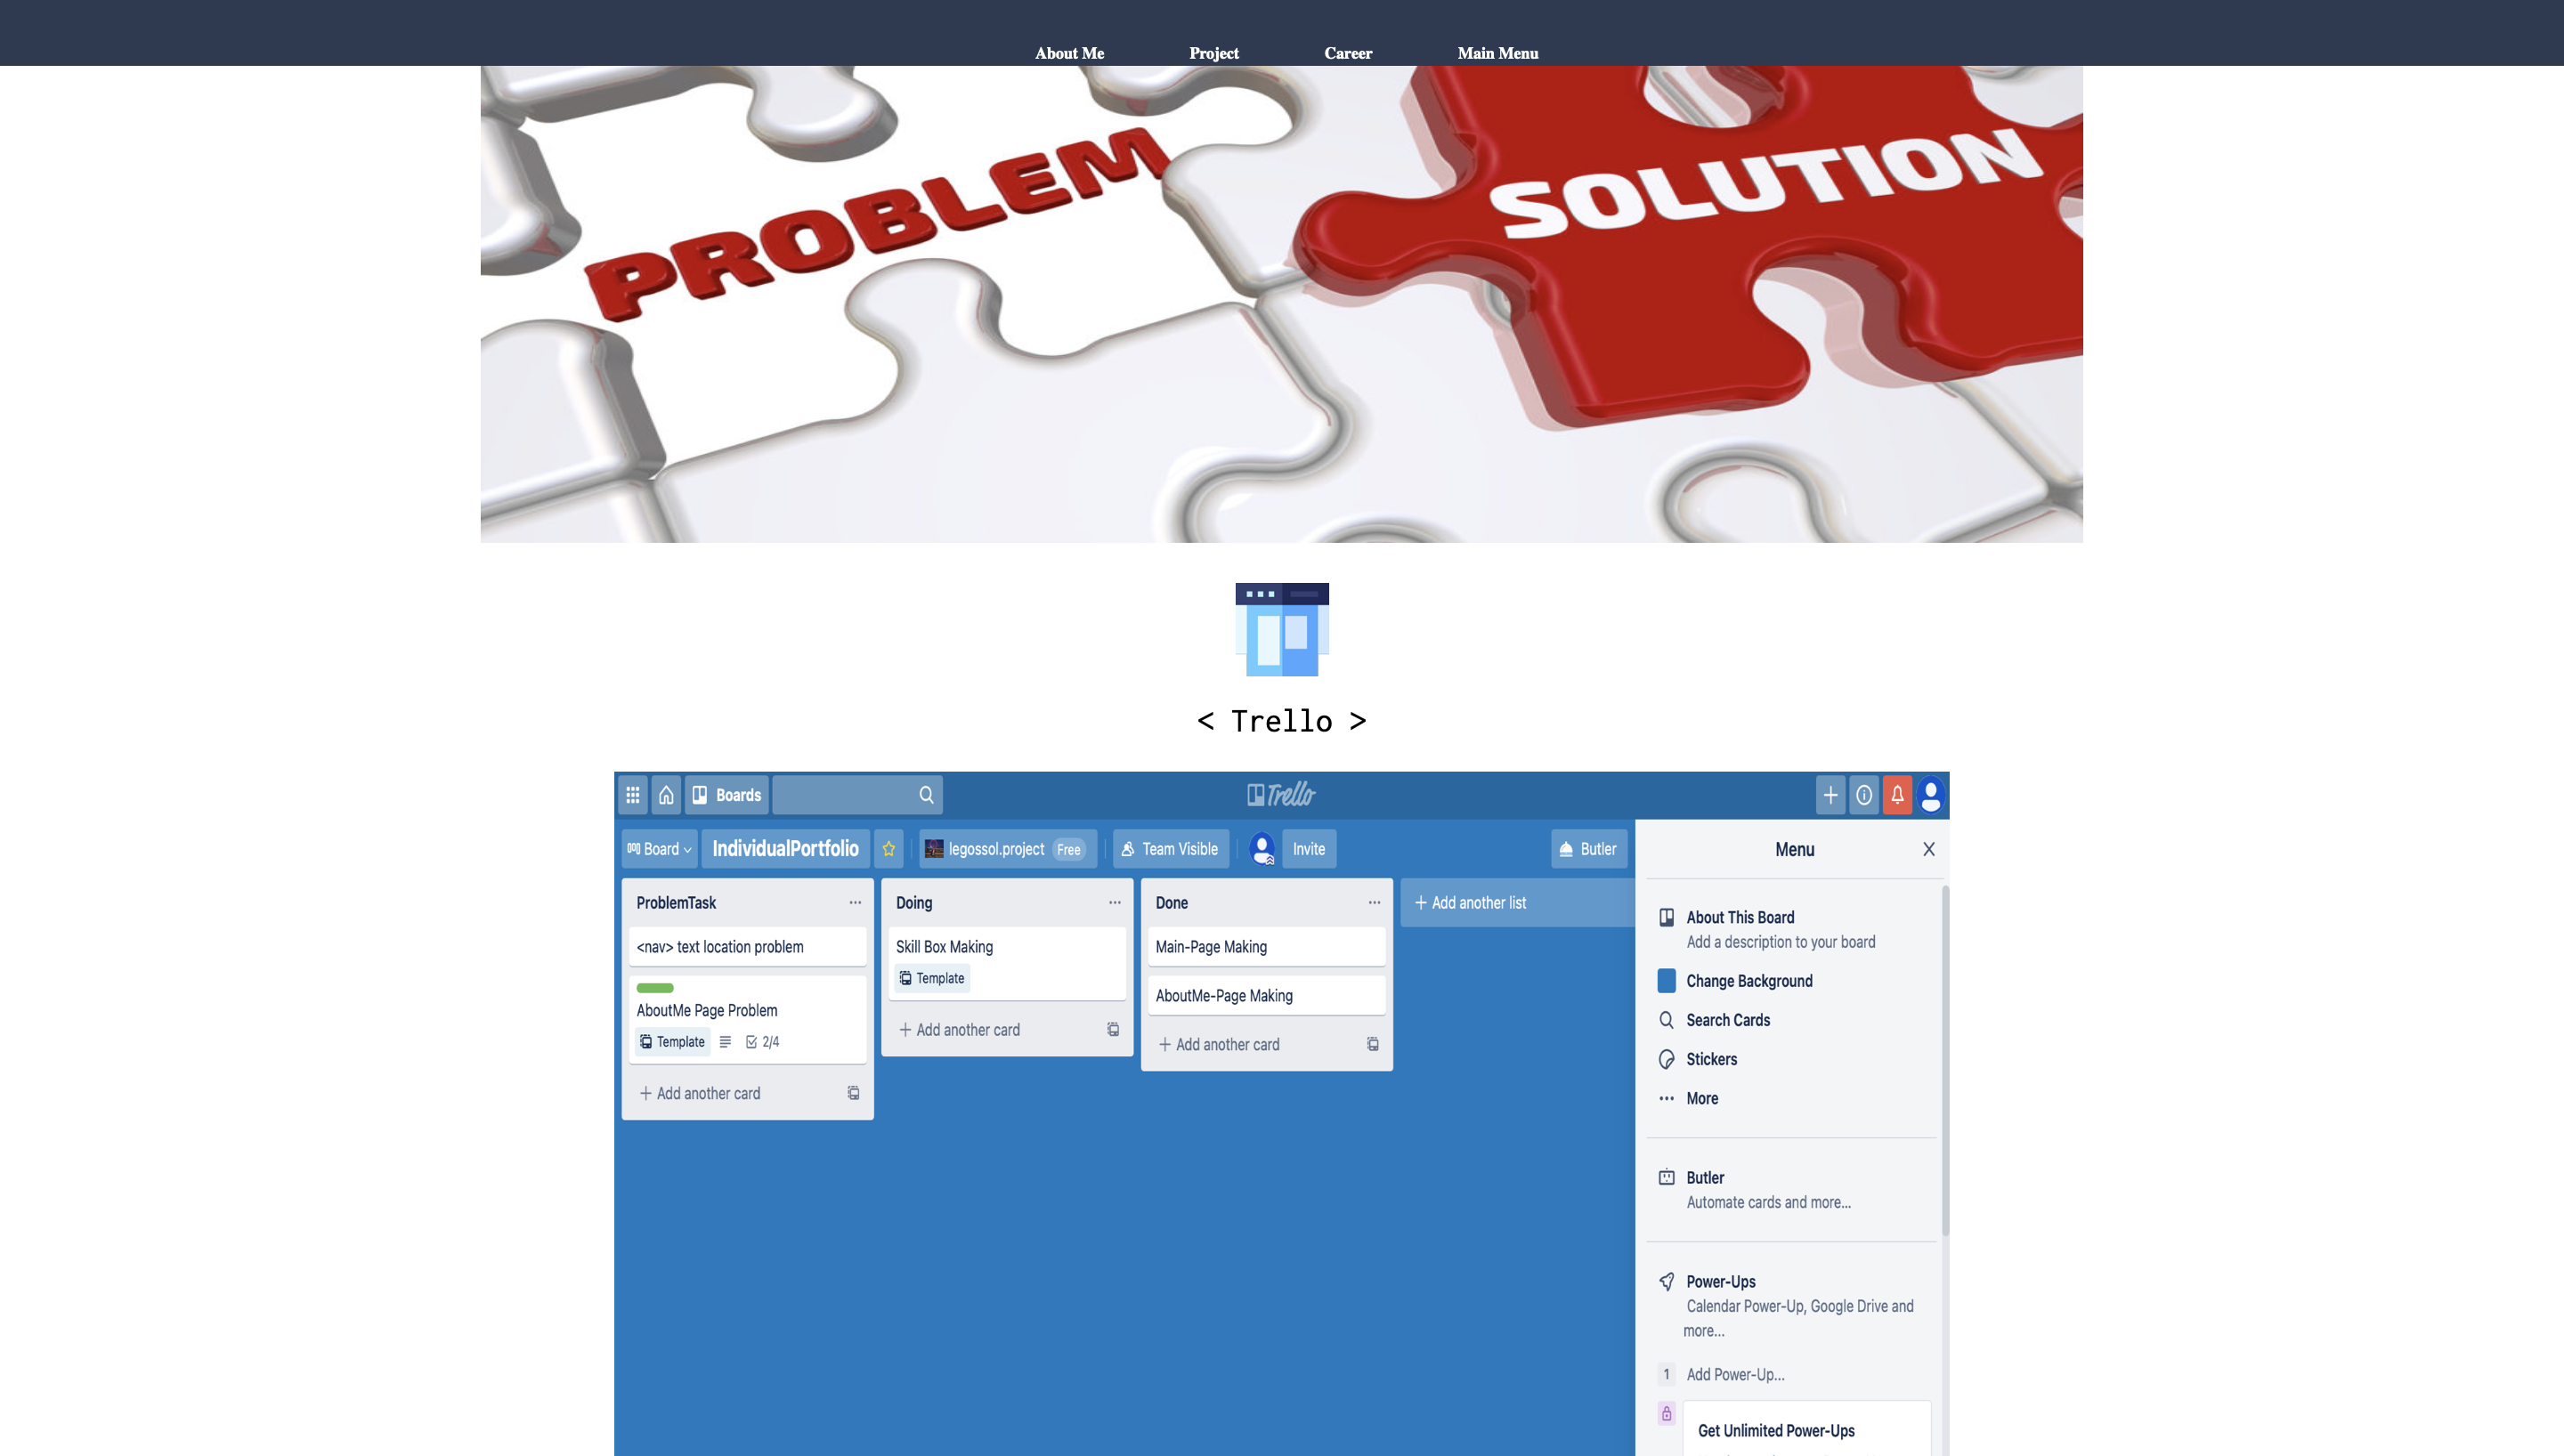 About Me Project Career Main Menu
PROBLEM
SOLUTION
< Trello >
Boards
Trello
Board IndividualPortfolio legossol.project Free Team Visible Invite Butler
ProblemTask
<nav> text location problem
AboutMe Page Problem
Template 2/4
+ Add another card
Doing
Skill Box Making
Template
+ Add another card
Done
Main-Page Making
AboutMe-Page Making
+ Add another card
+ Add another list
Menu X
About This Board
Add a description to your board
Change Background
Search Cards
Stickers
More
Butler
Automate cards and more...
Power-Ups
Calendar Power-Up, Google Drive and
more...
1 Add Power-Up...
Get Unlimited Power-Ups